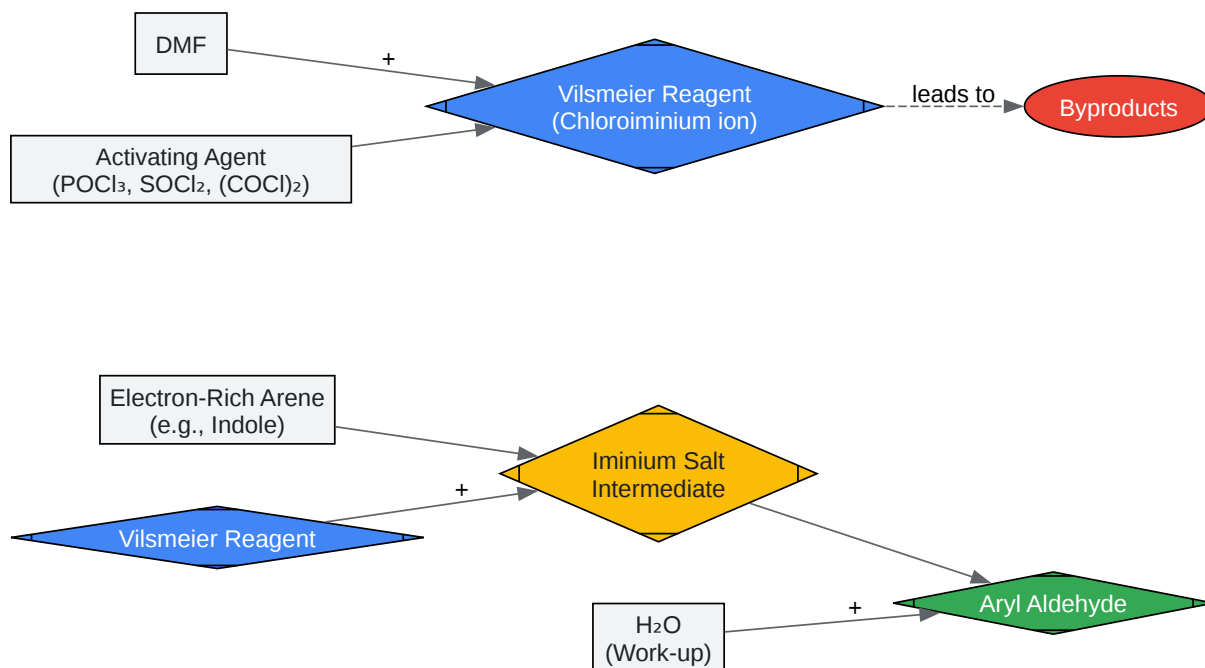 DMF
+
Vilsmeier Reagent
(Chloroiminium ion)
leads to
Byproducts
Activating Agent
(POCl₃, SOCl₂, (COCl)₂)
Electron-Rich Arene
(e.g., Indole)
Iminium Salt
Intermediate
+
Vilsmeier Reagent
+
Aryl Aldehyde
H₂O
(Work-up)